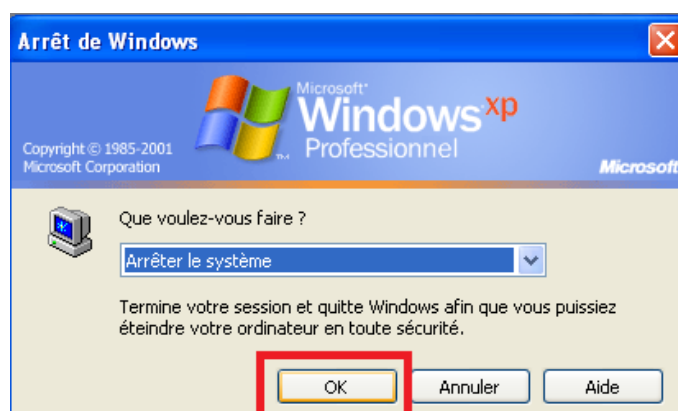 Arrêt de Windows
Microsoft®
Windows xp
Professionnel
Copyright © 1985-2001
Microsoft Corporation
Microsoft
Que voulez-vous faire ?
Arrêter le système
Termine votre session et quitte Windows afin que vous puissiez
éteindre votre ordinateur en toute sécurité.
OK Annuler Aide